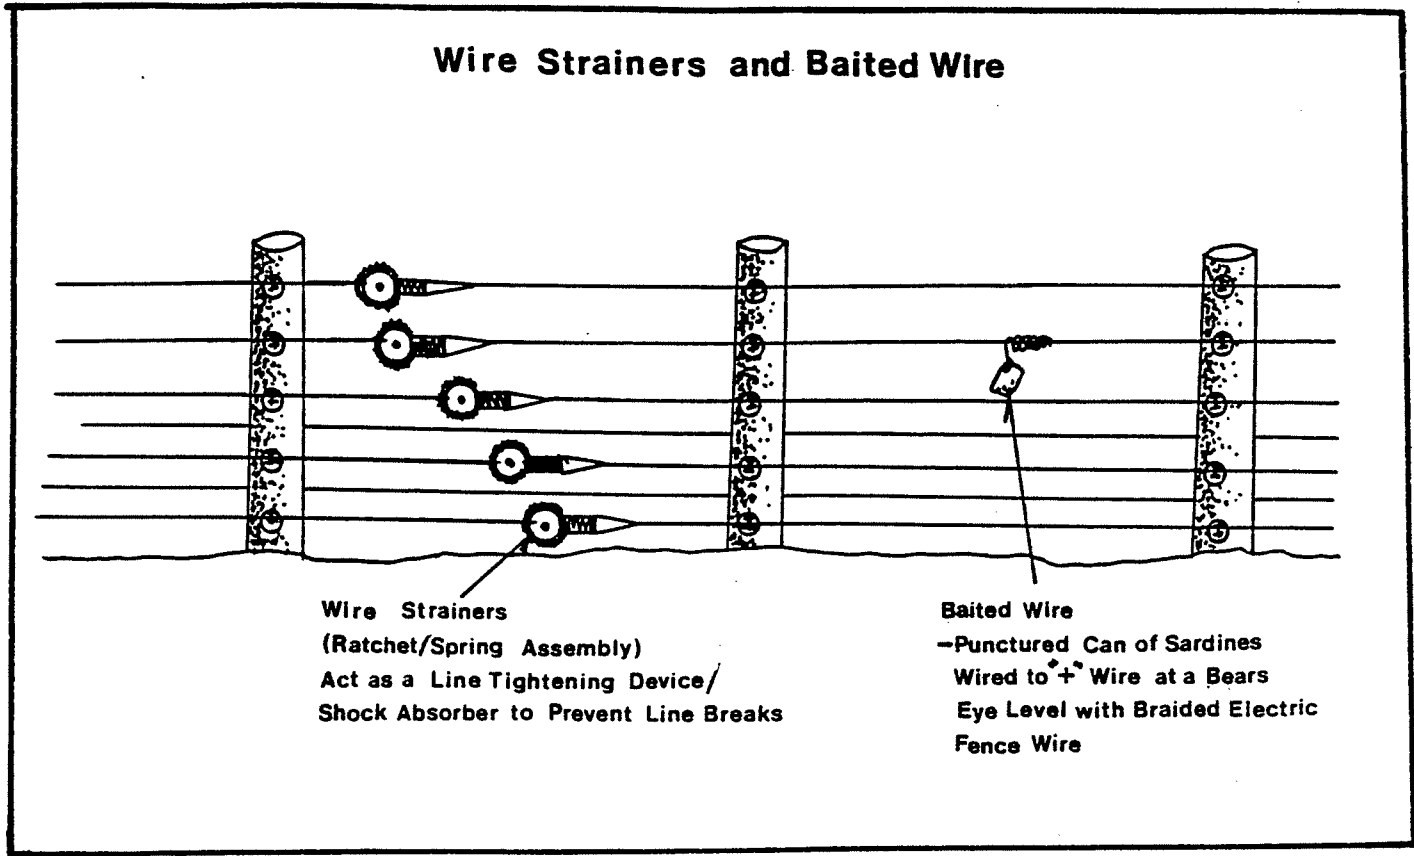 Wire Strainers and Baited Wire
Wire Strainers
(Ratchet/Spring Assembly)
Act as a Line Tightening Device/
Shock Absorber to Prevent Line Breaks
Baited Wire
-Punctured Can of Sardines
Wired to "+" Wire at a Bears
Eye Level with Braided Electric
Fence Wire